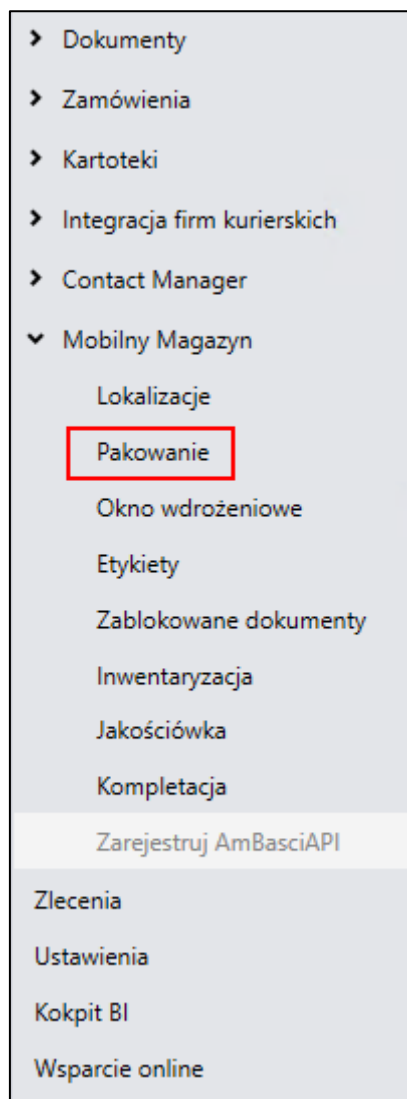 Dokumenty
Zamówienia
Kartoteki
Integracja firm kurierskich
Contact Manager
Mobilny Magazyn
Lokalizacje
Pakowanie
Okno wdrożeniowe
Etykiety
Zablokowane dokumenty
Inwentaryzacja
Jakościówka
Kompletacja
Zarejestruj AmBasciAPI
Zlecenia
Ustawienia
Kokpit BI
Wsparcie online